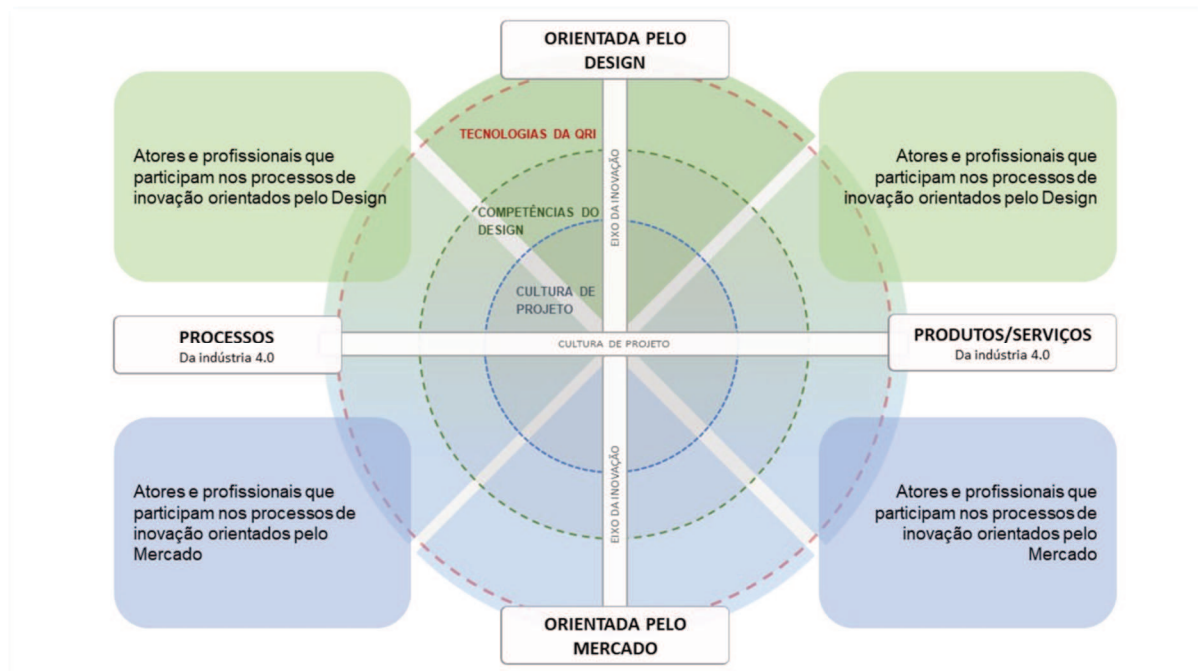 ORIENTADA PELO
DESIGN
Atores e profissionais que
participam nos processos de
inovação orientados pelo Design
TECNOLOGIAS DA QRI
EIXO DA INOVAÇÃO
Atores e profissionais que
participam nos processos de
inovação orientados pelo Design
COMPETÊNCIAS DO
DESIGN
CULTURA DE
PROJETO
PROCESSOS
Da indústria 4.0
CULTURA DE PROJETO
PRODUTOS/SERVIÇOS
Da indústria 4.0
Atores e profissionais que
participam nos processos de
inovação orientados pelo
Mercado
EIXO DA INOVAÇÃO
Atores e profissionais que
participam nos processos de
inovação orientados pelo
Mercado
ORIENTADA PELO
MERCADO